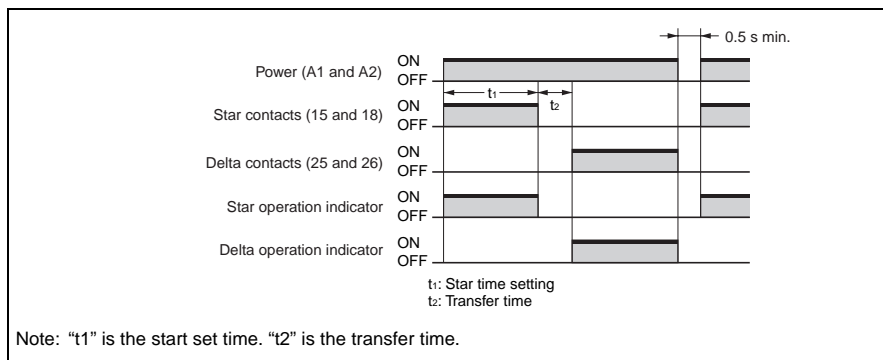 0.5 s min.
Power (A1 and A2) ON
OFF
t1
t2
Star contacts (15 and 18) ON
OFF
Delta contacts (25 and 26) ON
OFF
Star operation indicator ON
OFF
Delta operation indicator ON
OFF
t1: Star time setting
t2: Transfer time
Note: “t1” is the start set time. “t2” is the transfer time.